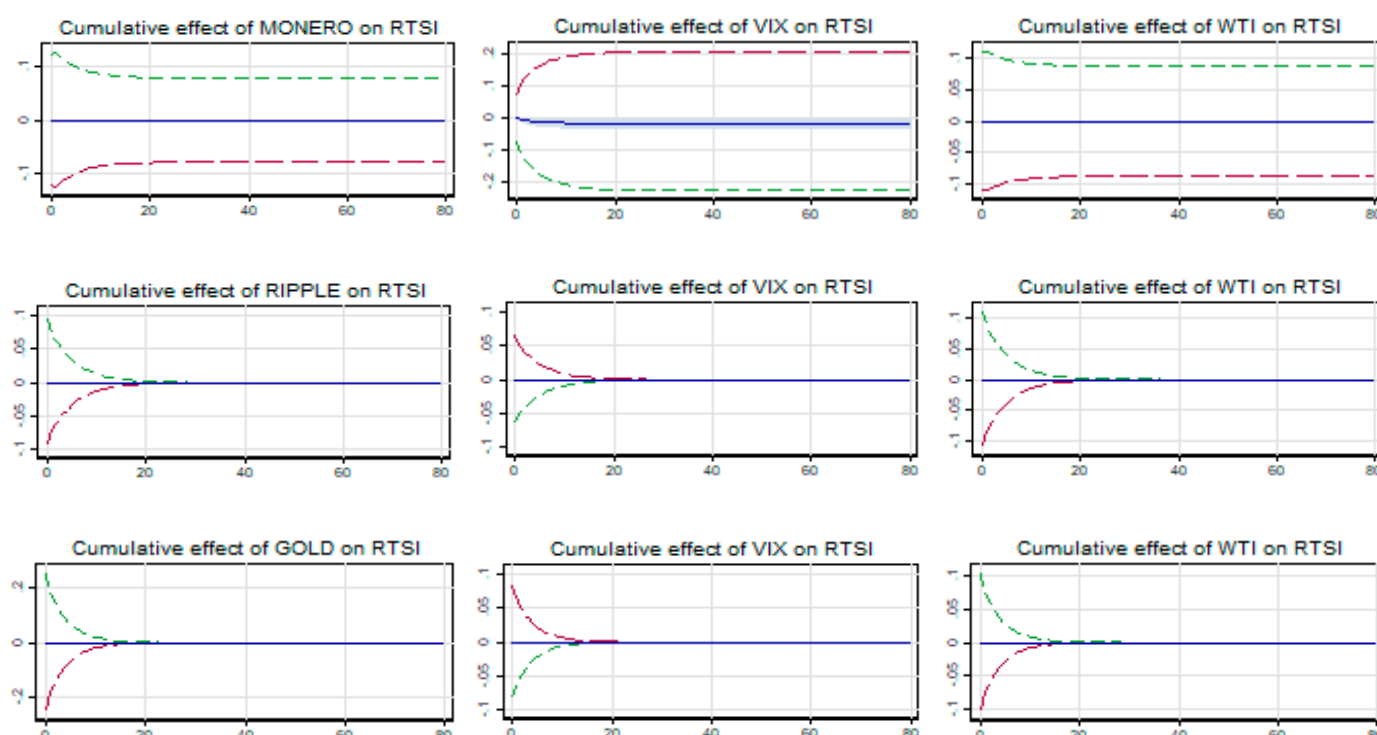 Cumulative effect of MONERO on RTSI
.1
0
-.1
0 20 40 60 80
Cumulative effect of VIX on RTSI
.2
.1
0
-.1
-.2
0 20 40 60 80
Cumulative effect of WTI on RTSI
.1
.05
0
-.05
-.1
0 20 40 60 80
Cumulative effect of RIPPLE on RTSI
.1
.05
0
-.05
-.1
0 20 40 60 80
Cumulative effect of VIX on RTSI
.1
.05
0
-.05
-.1
0 20 40 60 80
Cumulative effect of WTI on RTSI
.1
.05
0
-.05
-.1
0 20 40 60 80
Cumulative effect of GOLD on RTSI
.2
0
-.2
0 20 40 60 80
Cumulative effect of VIX on RTSI
.1
.05
0
-.05
-.1
0 20 40 60 80
Cumulative effect of WTI on RTSI
.1
.05
0
-.05
-.1
0 20 40 60 80